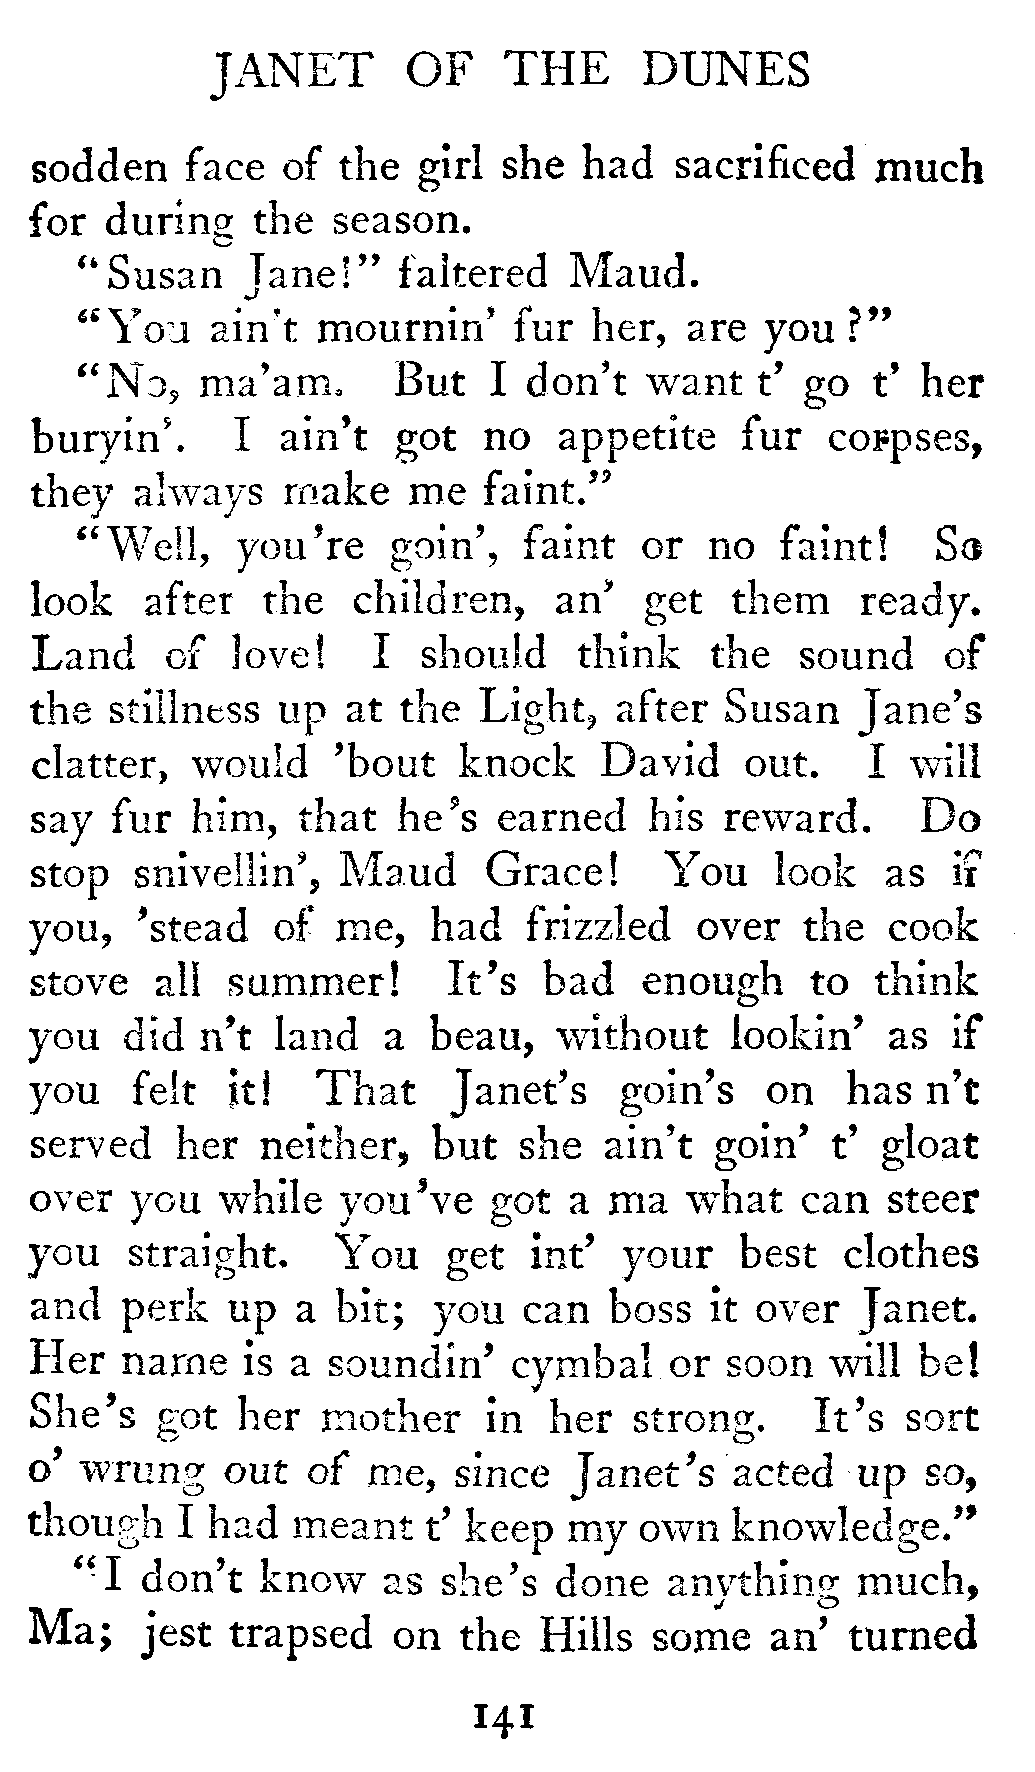 JANET OF THE DUNES
sodden face of the girl she had sacrificed much
for during the season.
“Susan Jane!” faltered Maud.
“You ain't mournin' fur her, are you?”
“No, ma'am. But I don't want t' go t' her
buryin'. I ain't got no appetite fur corpses,
they always make me faint.”
“Well, you're goin', faint or no faint! So
look after the children, an' get them ready.
Land of love! I should think the sound of
the stillness up at the Light, after Susan Jane's
clatter, would 'bout knock David out. I will
say fur him, that he's earned his reward. Do
stop snivellin', Maud Grace! You look as if
you, 'stead of me, had frizzled over the cook
stove all summer! It's bad enough to think
you did n't land a beau, without lookin' as if
you felt it! That Janet's goin's on has n't
served her neither, but she ain't goin' t' gloat
over you while you've got a ma what can steer
you straight. You get int' your best clothes
and perk up a bit; you can boss it over Janet.
Her name is a soundin' cymbal or soon will be!
She's got her mother in her strong. It's sort
o' wrung out of me, since Janet's acted up so,
though I had meant t' keep my own knowledge.”
“I don't know as she's done anything much,
Ma; jest trapsed on the Hills some an' turned
141